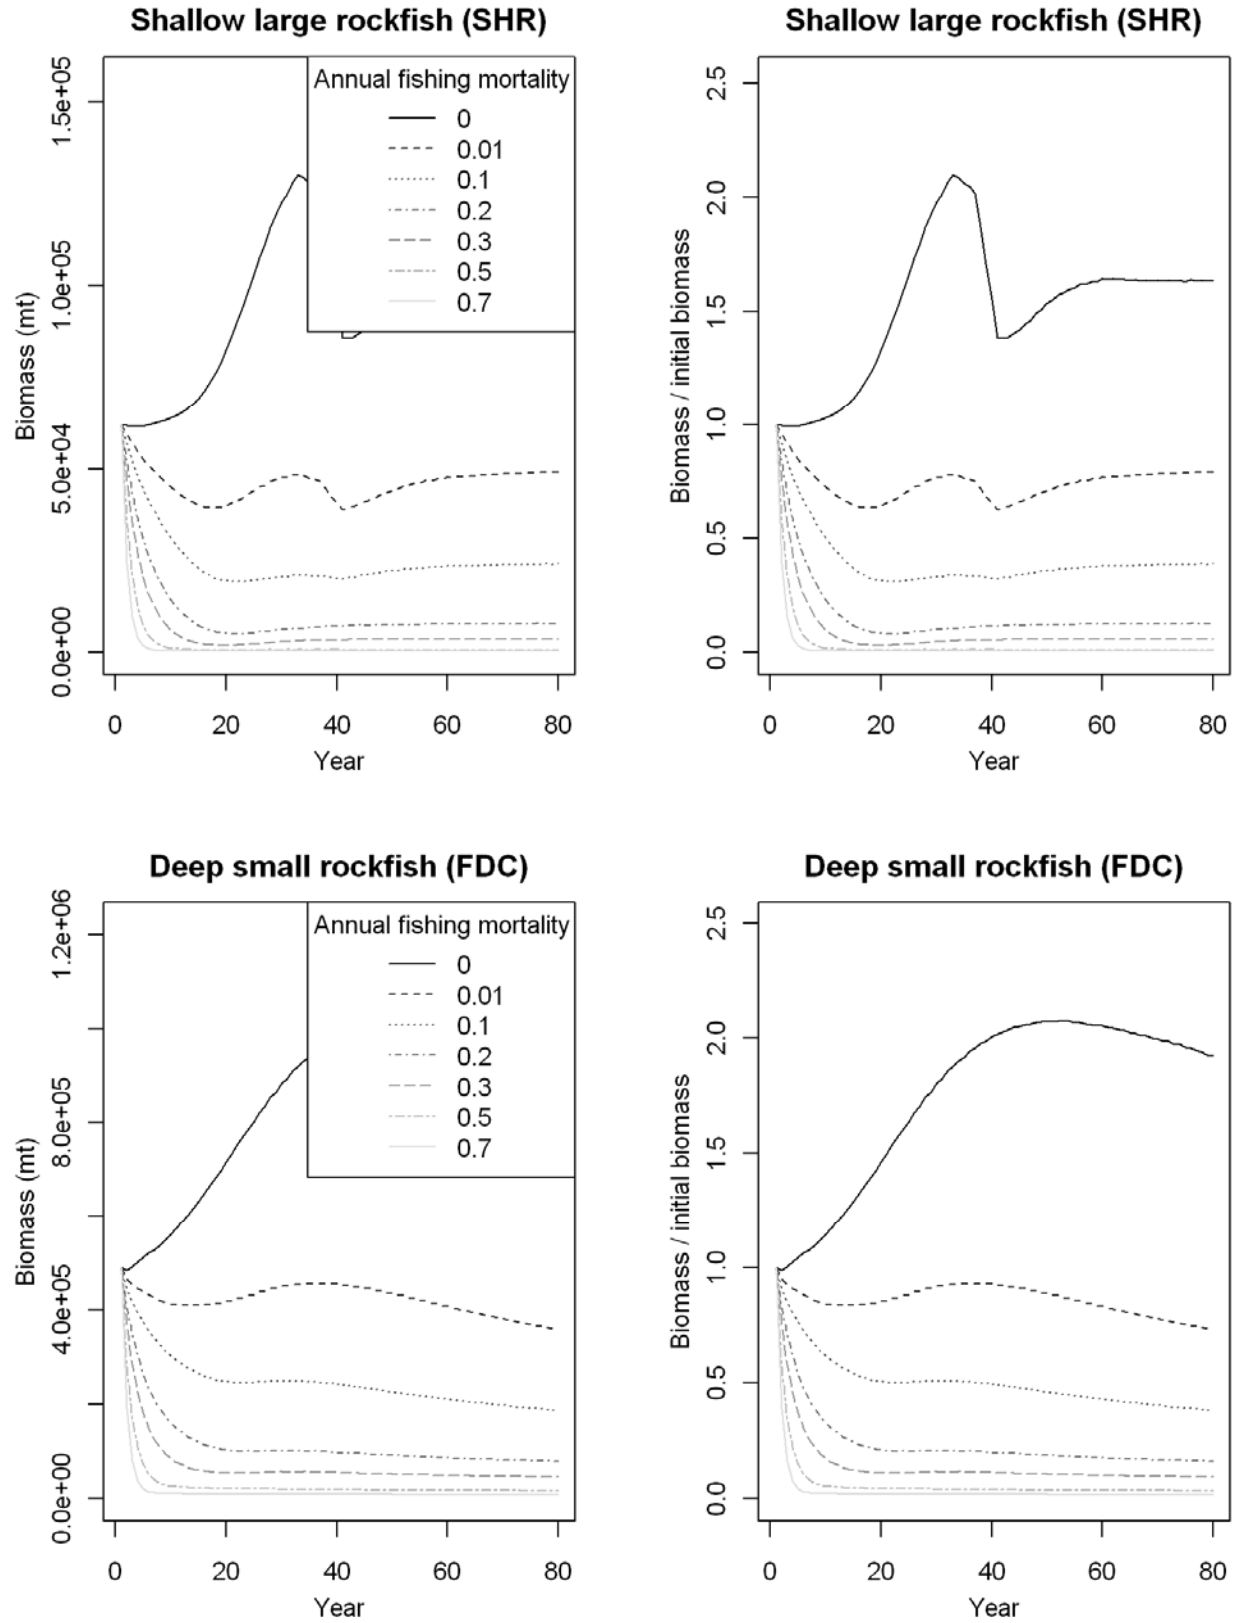 Shallow large rockfish (SHR)
Biomass (mt)
1.5e+05
1.0e+05
5.0e+04
0.0e+00
Annual fishing mortality
0
0.01
0.1
0.2
0.3
0.5
0.7
0 20 40 60 80
Year
Shallow large rockfish (SHR)
Biomass / initial biomass
2.5
2.0
1.5
1.0
0.5
0.0
0 20 40 60 80
Year
Deep small rockfish (FDC)
Biomass (mt)
1.2e+06
8.0e+05
4.0e+05
0.0e+00
Annual fishing mortality
0
0.01
0.1
0.2
0.3
0.5
0.7
0 20 40 60 80
Year
Deep small rockfish (FDC)
Biomass / initial biomass
2.5
2.0
1.5
1.0
0.5
0.0
0 20 40 60 80
Year